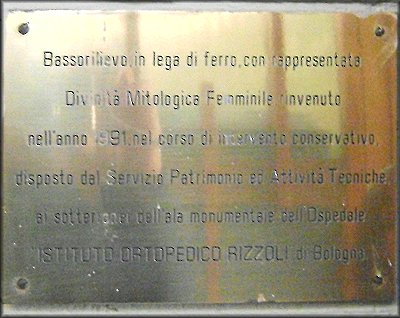 Bassorilievo, in lega di ferro, con rappresentata
Divinità Mitologica Femminile, rinvenuto
nell'anno 1991, nel corso di intervento conservativo,
disposto dal Servizio Patrimonio ed Attività Tecniche,
ai sotterranei dell'ala monumentale dell'Ospedale
"ISTITUTO ORTOPEDICO RIZZOLI di Bologna